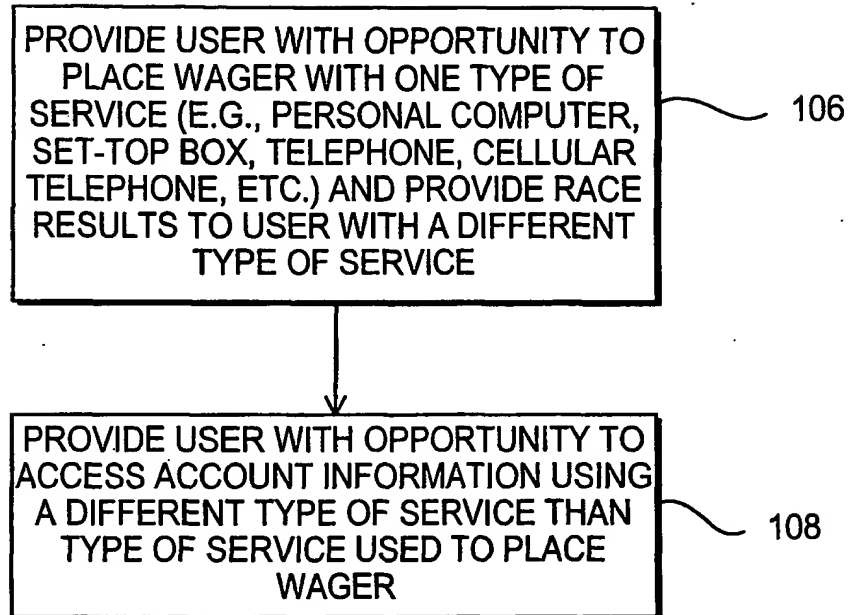 PROVIDE USER WITH OPPORTUNITY TO
PLACE WAGER WITH ONE TYPE OF
SERVICE (E.G., PERSONAL COMPUTER,
SET-TOP BOX, TELEPHONE, CELLULAR
TELEPHONE, ETC.) AND PROVIDE RACE
RESULTS TO USER WITH A DIFFERENT
TYPE OF SERVICE
106
PROVIDE USER WITH OPPORTUNITY TO
ACCESS ACCOUNT INFORMATION USING
A DIFFERENT TYPE OF SERVICE THAN
TYPE OF SERVICE USED TO PLACE
WAGER
108